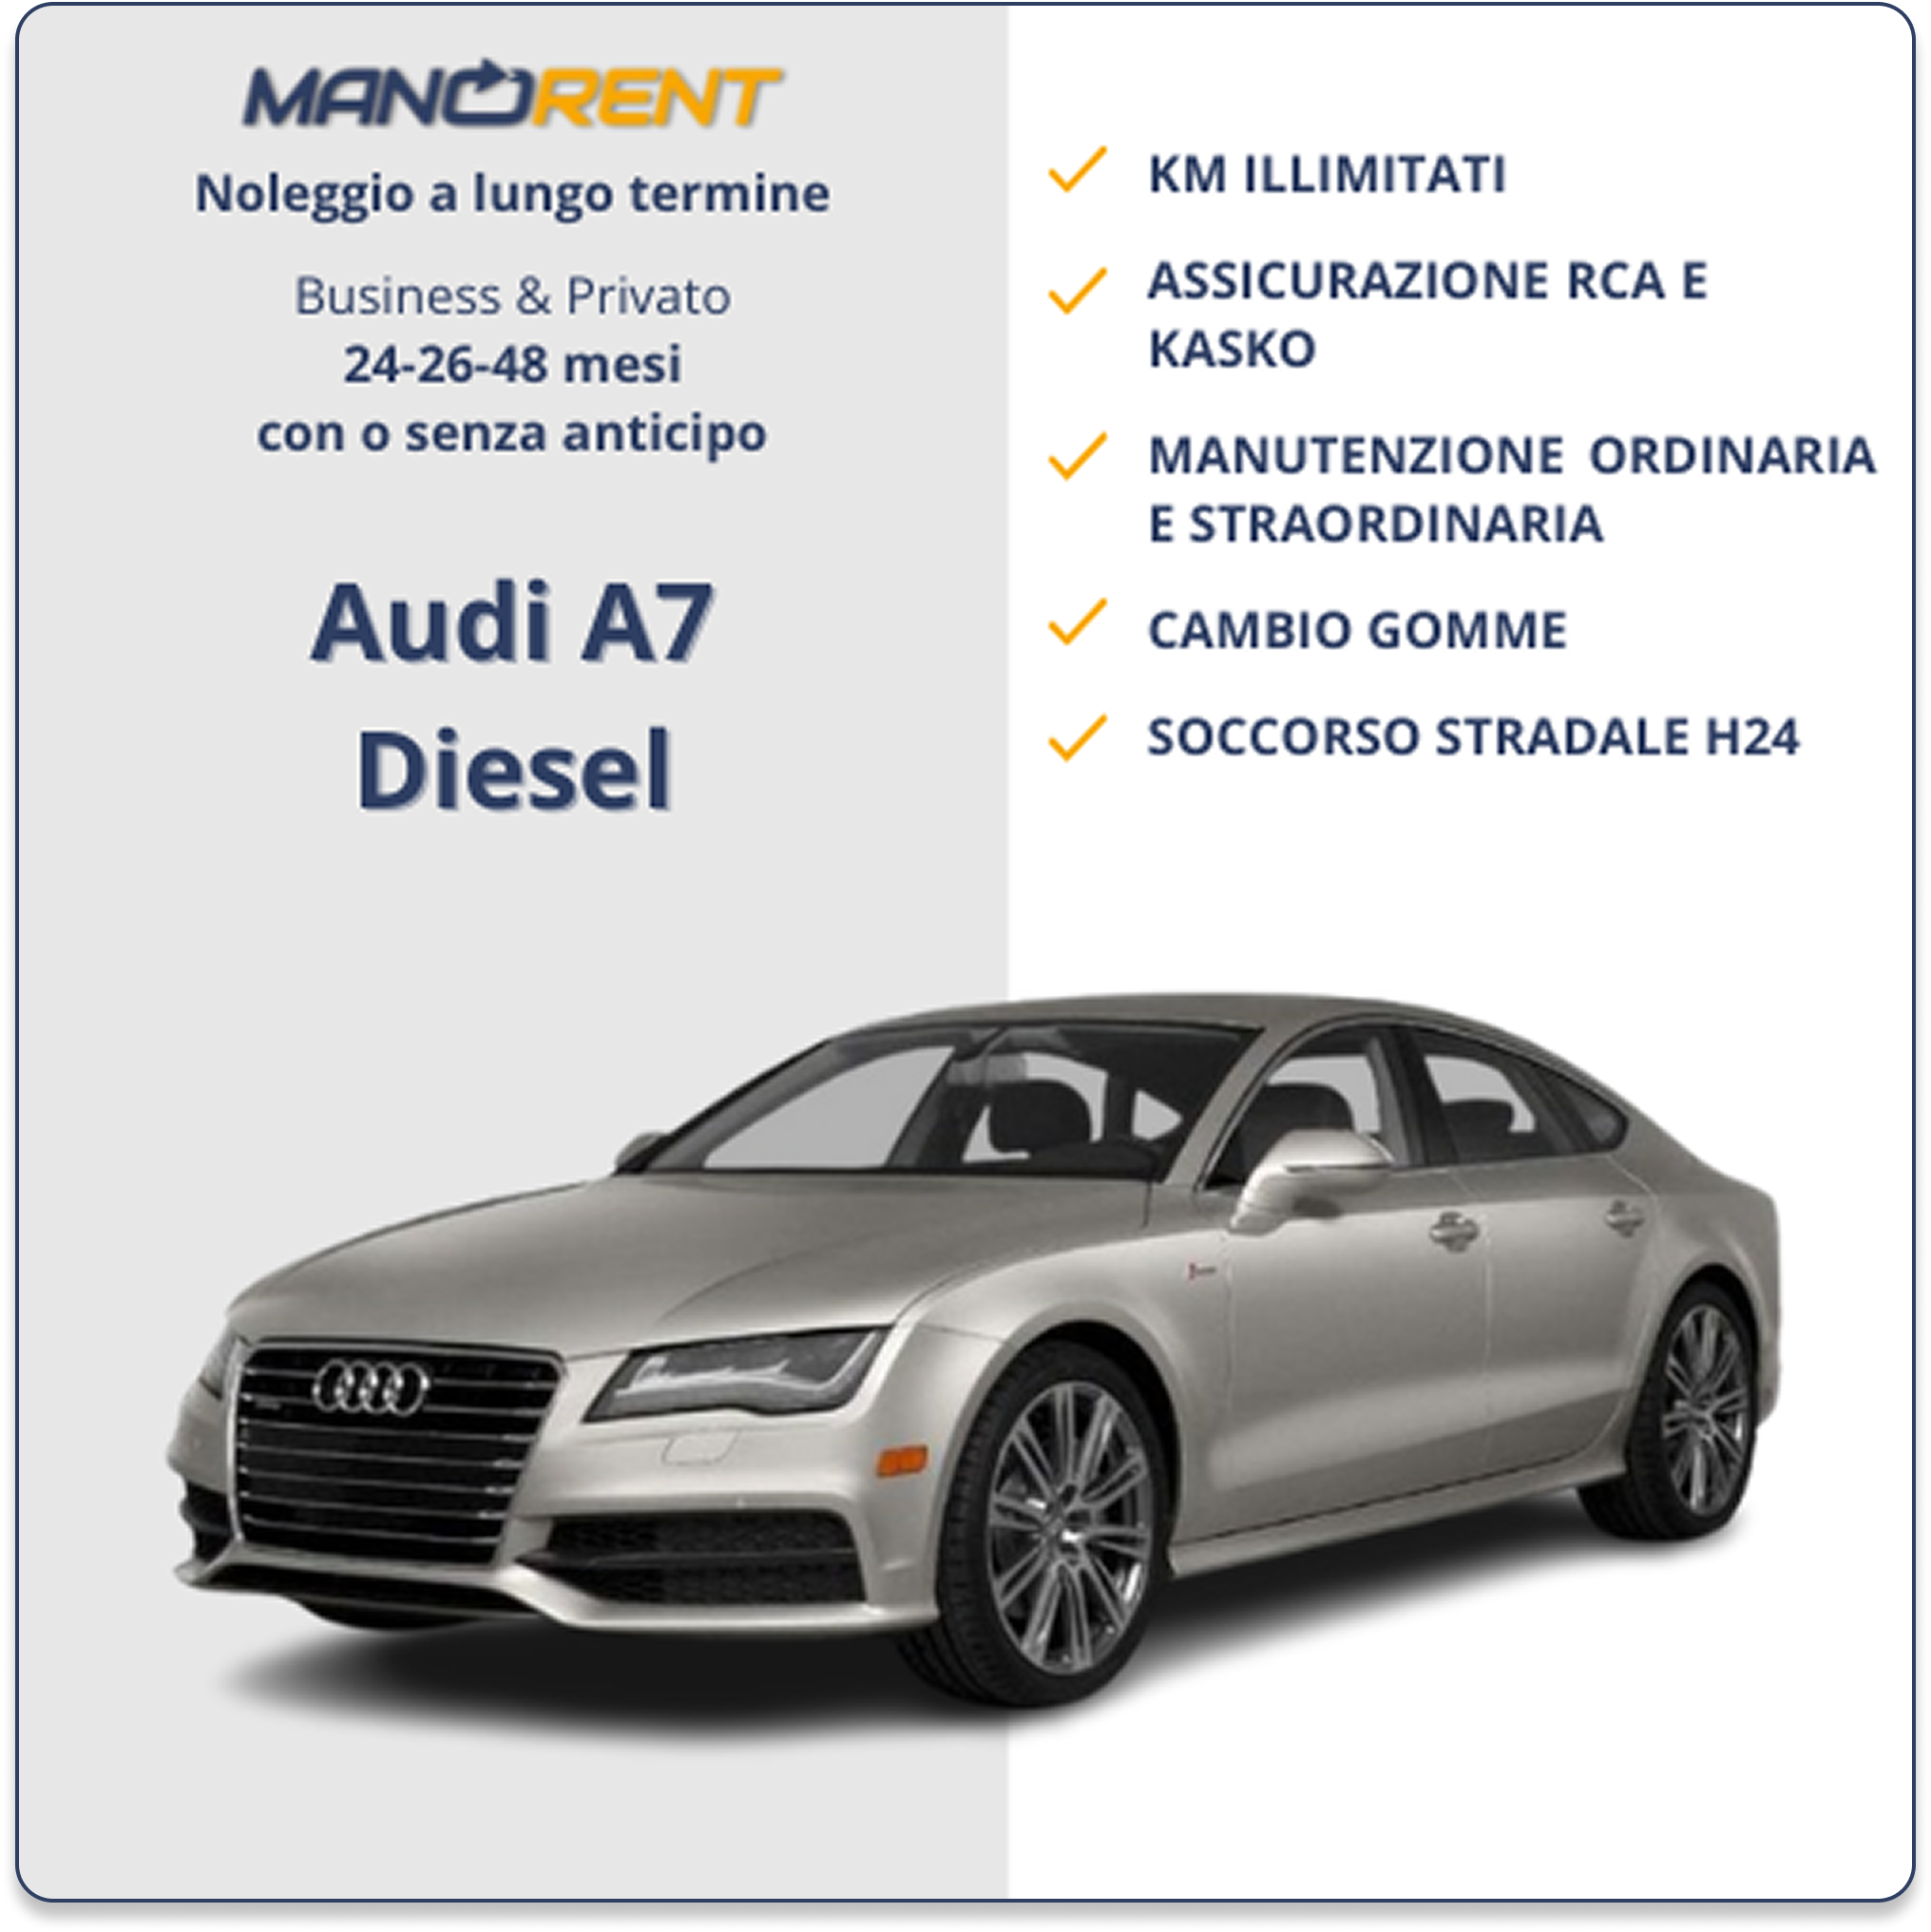 MANORENT
Noleggio a lungo termine
Business & Privato
24-26-48 mesi
con o senza anticipo
Audi A7
Diesel
KM ILLIMITATI
ASSICURAZIONE RCA E
KASKO
MANUTENZIONE ORDINARIA
E STRAORDINARIA
CAMBIO GOMME
SOCCORSO STRADALE H24